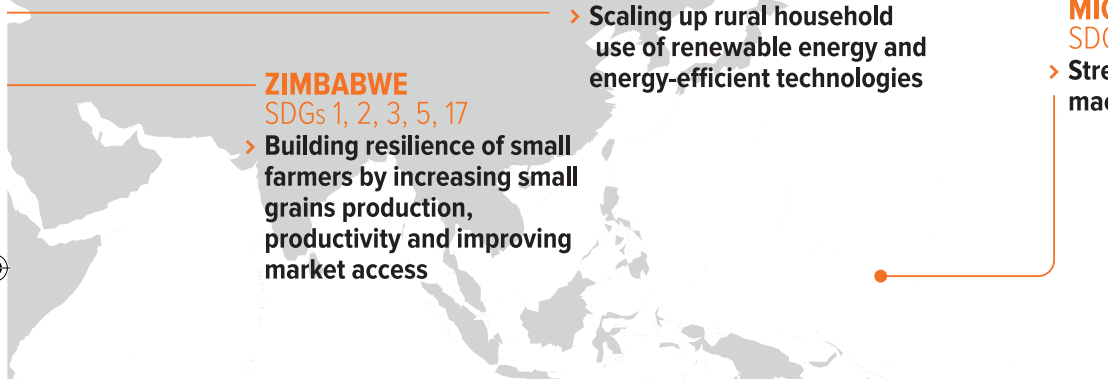 > Scaling up rural household
use of renewable energy and
energy-efficient technologies
ZIMBABWE
SDGs 1, 2, 3, 5, 17
> Building resilience of small
farmers by increasing small
grains production,
productivity and improving
market access